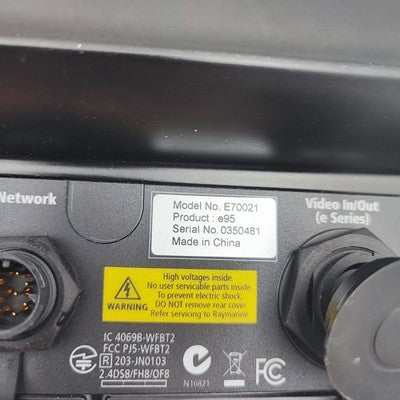 Network
Model No. E70021
Product : e95
Serial No. 0350481
Made in China
Video In/Out
(e Series)
WARNING
High voltages inside.
No user servicable parts inside.
To prevent electric shock,
DO NOT remove rear cover.
Refer servicing to Raymarine.
IC 4069B-WFBT2
FCC PJ5-WFBT2
R 203-JN0103
2.4DS8/FH8/OF8
N16821
FC